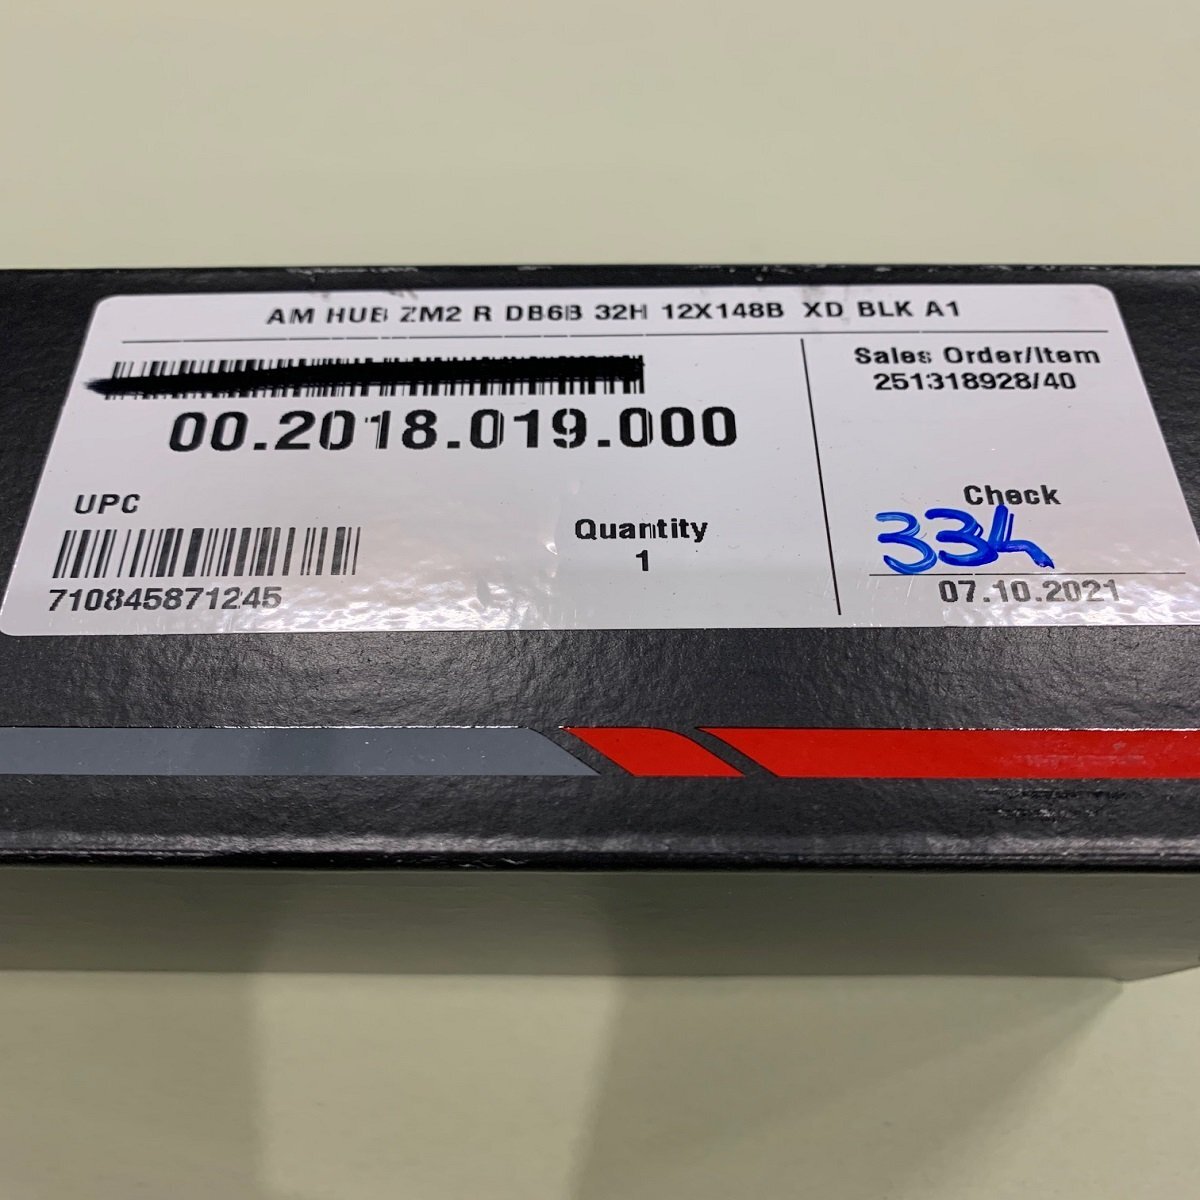 AM HUB ZM2 R DB6B 32H 12X148B XD BLK A1
00.2018.019.000
Sales Order/Item
251318928/40
UPC
710845871245
Quantity
1
Check
334
07.10.2021